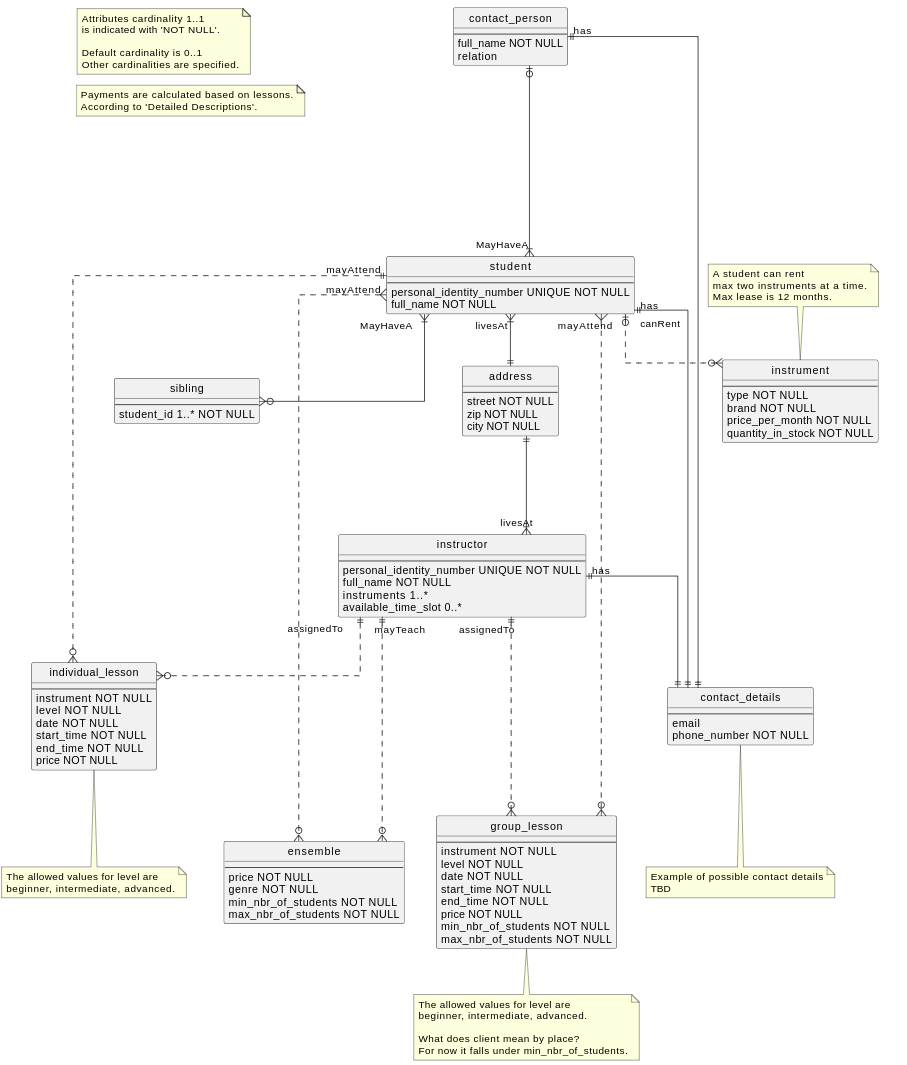 Attributes cardinality 1..1
is indicated with 'NOT NULL'.
Default cardinality is 0..1
Other cardinalities are specified.
Payments are calculated based on lessons.
According to 'Detailed Descriptions'.
contact_person
full_name NOT NULL
relation
has
MayHaveA
student
personal_identity_number UNIQUE NOT NULL
full_name NOT NULL
mayAttend
mayAttend
MayHaveA
livesAt
mayAttend
has
canRent
A student can rent
max two instruments at a time.
Max lease is 12 months.
instrument
type NOT NULL
brand NOT NULL
price_per_month NOT NULL
quantity_in_stock NOT NULL
sibling
student_id 1..* NOT NULL
address
street NOT NULL
zip NOT NULL
city NOT NULL
livesAt
instructor
personal_identity_number UNIQUE NOT NULL
full_name NOT NULL
instruments 1..*
available_time_slot 0..*
has
assignedTo
mayTeach
assignedTo
individual_lesson
instrument NOT NULL
level NOT NULL
date NOT NULL
start_time NOT NULL
end_time NOT NULL
price NOT NULL
contact_details
email
phone_number NOT NULL
ensemble
price NOT NULL
genre NOT NULL
min_nbr_of_students NOT NULL
max_nbr_of_students NOT NULL
group_lesson
instrument NOT NULL
level NOT NULL
date NOT NULL
start_time NOT NULL
end_time NOT NULL
price NOT NULL
min_nbr_of_students NOT NULL
max_nbr_of_students NOT NULL
The allowed values for level are
beginner, intermediate, advanced.
Example of possible contact details
TBD
The allowed values for level are
beginner, intermediate, advanced.
What does client mean by place?
For now it falls under min_nbr_of_students.